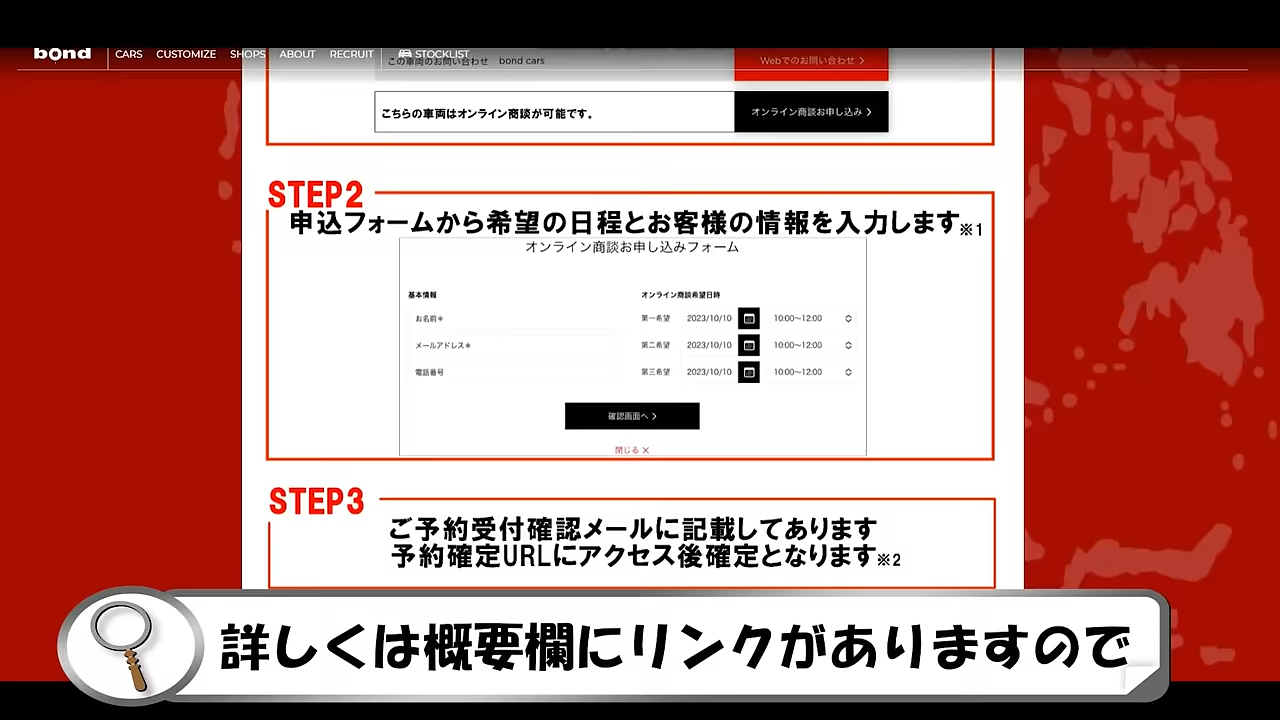 bond CARS CUSTOMIZE SHOPS ABOUT RECRUIT STOCKLIST
この車両のお問い合わせ bond cars Webでのお問い合わせ
こちらの車両はオンライン商談が可能です。 オンライン商談お申し込み
STEP2
申込フォームから希望の日程とお客様の情報を入力します※1
オンライン商談お申し込みフォーム
基本情報 オンライン商談希望日時
お名前* 第一希望 2023/10/10 10:00~12:00
メールアドレス* 第二希望 2023/10/10 10:00~12:00
電話番号 第三希望 2023/10/10 10:00~12:00
確認画面へ
閉じる ×
STEP3
ご予約受付確認メールに記載してあります
予約確定URLにアクセス後確定となります※2
詳しくは概要欄にリンクがありますので